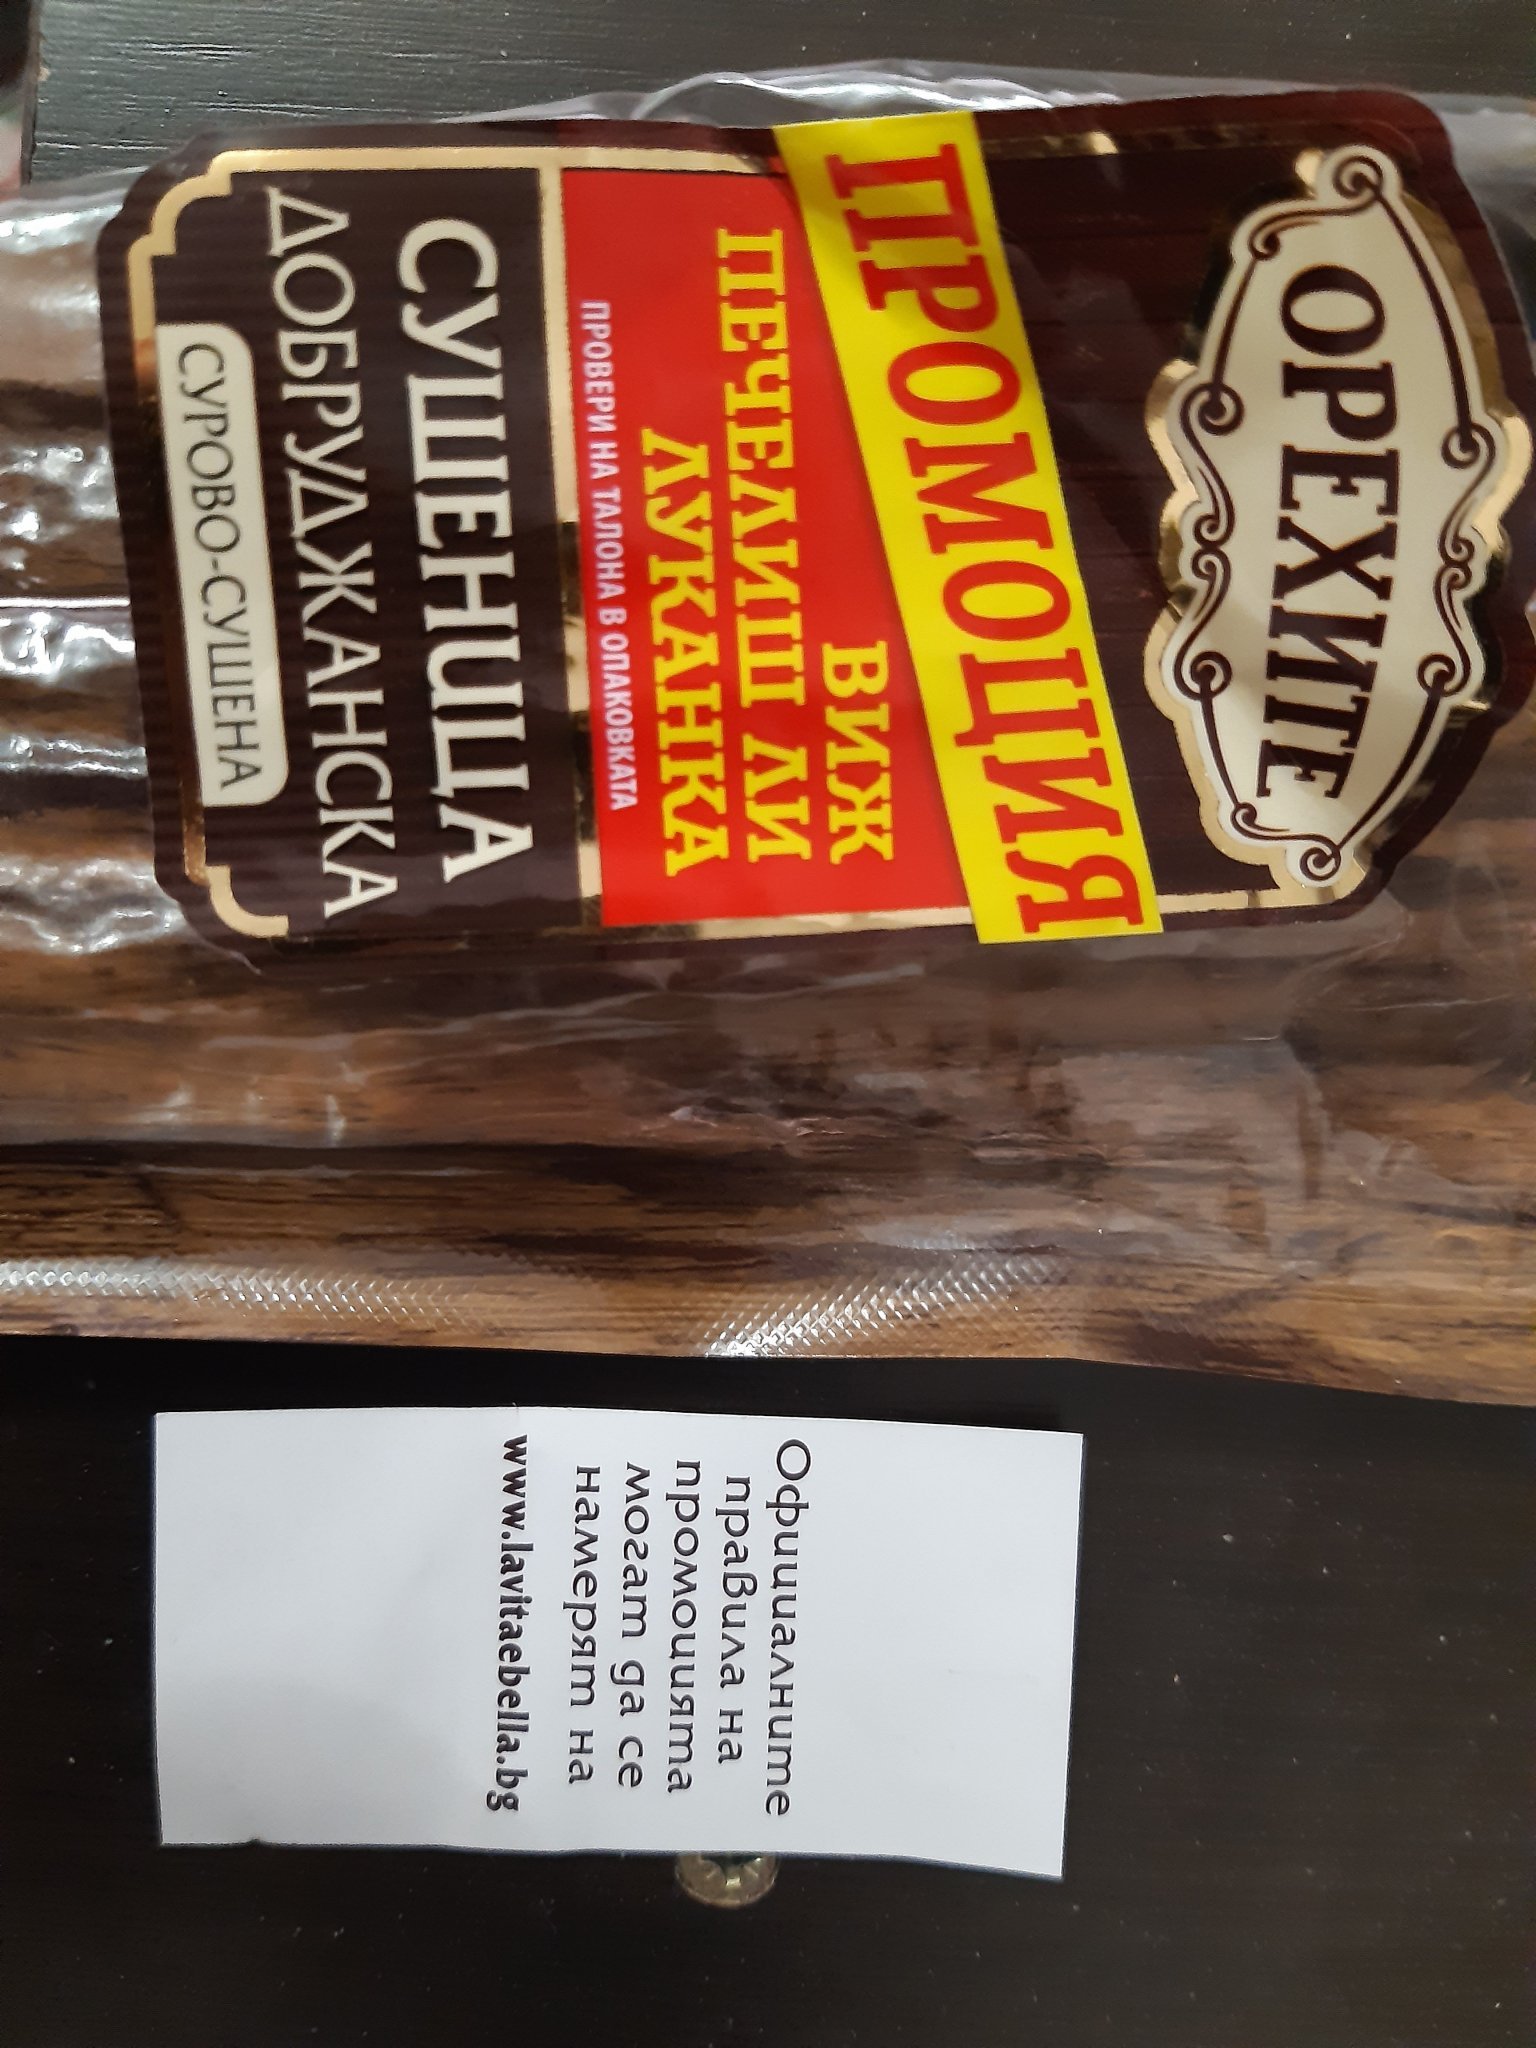 ОРЕХИТЕ
ПРОМОЦИЯ
ВИЖ
ПЕЧЕЛИШ ЛИ
ЛУКАНКА
ПРОВЕРИ НА ТАЛОНА В ОПАКОВКАТА
СУШЕНИЦА
ДОБРУДЖАНСКА
СУРОВО-СУШЕНА
Официалните
правила на
промоцията
могат да се
намерят на
www.lavitaebella.bg